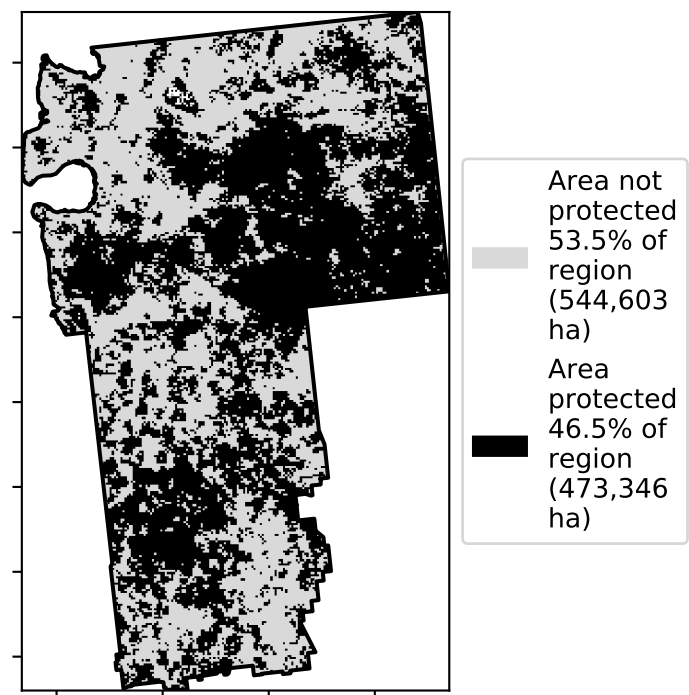 Area not
protected
53.5% of
region
(544,603
ha)
Area
protected
46.5% of
region
(473,346
ha)